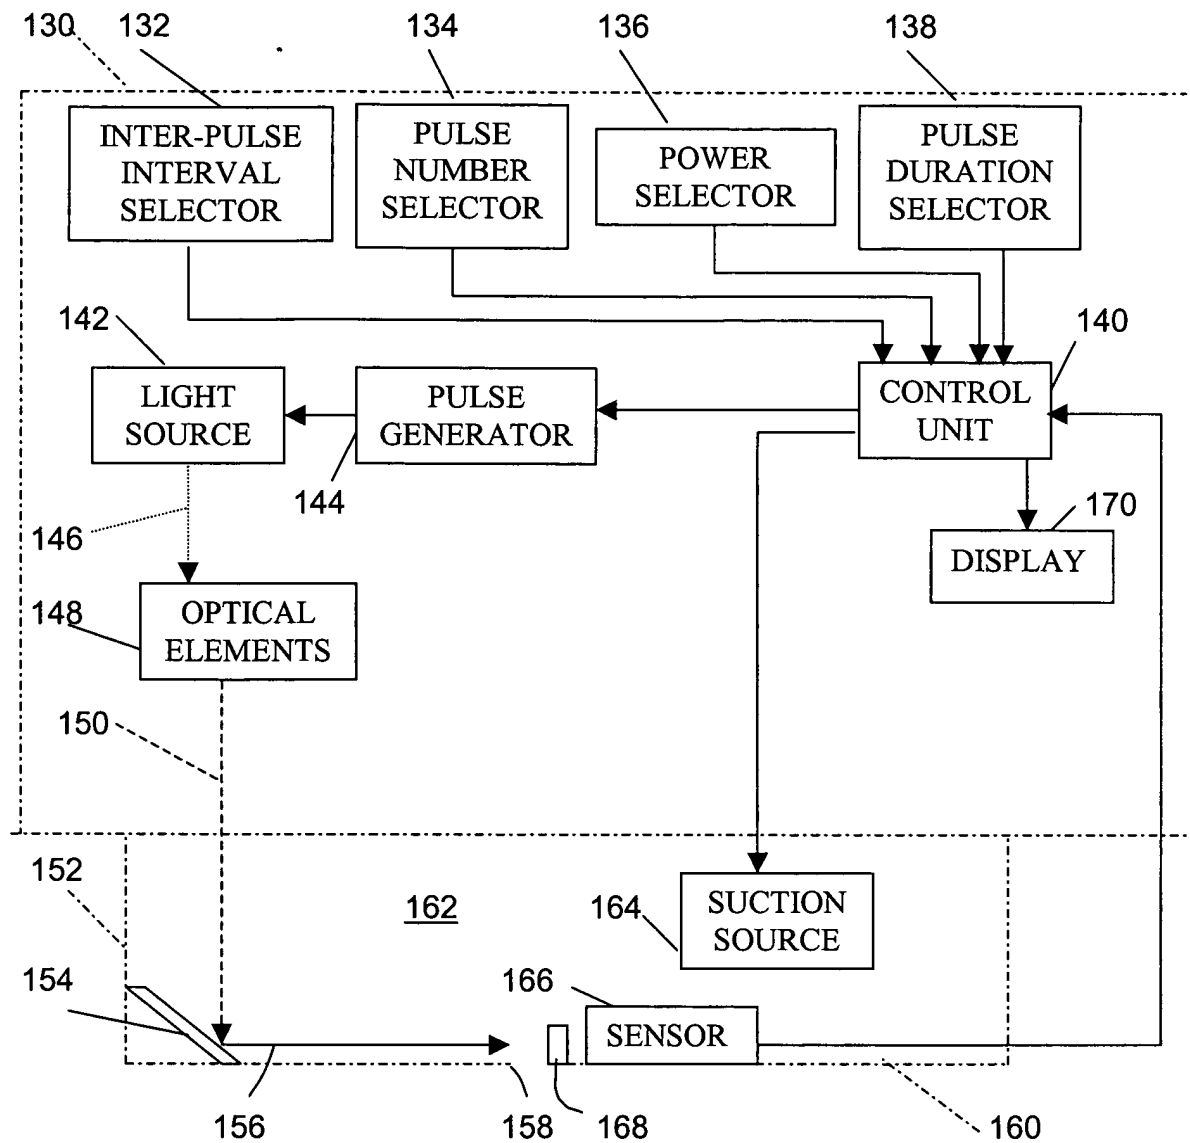 130
132
134
136
138
INTER-PULSE
INTERVAL
SELECTOR
PULSE
NUMBER
SELECTOR
POWER
SELECTOR
PULSE
DURATION
SELECTOR
142
140
LIGHT
SOURCE
PULSE
GENERATOR
CONTROL
UNIT
144
146
170
DISPLAY
148
OPTICAL
ELEMENTS
150
152
162
164
SUCTION
SOURCE
154
166
SENSOR
156
158
168
160